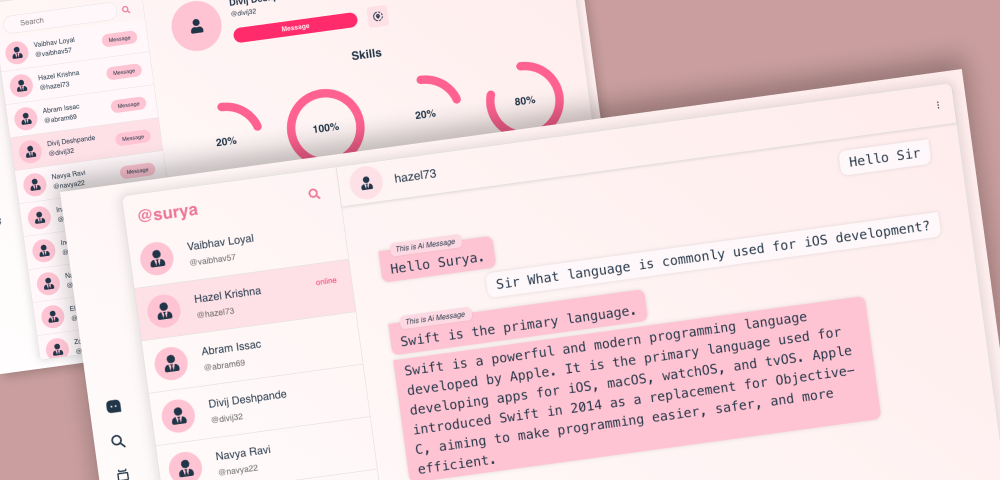 Search
Vaibhav Loyal
@vaibhav57
Message
Hazel Krishna
@hazel73
Message
Abram Issac
@abram69
Message
Divij Deshpande
@divij32
Message
Navya Ravi
@navya22
Message
@divij32
Message
Skills
20%
100%
20%
80%
@surya
Vaibhav Loyal
@vaibhav57
Hazel Krishna
@hazel73
online
Abram Issac
@abram69
Divij Deshpande
@divij32
Navya Ravi
@navya22
hazel73
Hello Sir
This is Ai Message
Hello Surya.
Sir What language is commonly used for iOS development?
This is Ai Message
Swift is the primary language.
Swift is a powerful and modern programming language
developed by Apple. It is the primary language used for
developing apps for iOS, macOS, watchOS, and tvOS. Apple
introduced Swift in 2014 as a replacement for Objective-
C, aiming to make programming easier, safer, and more
efficient.